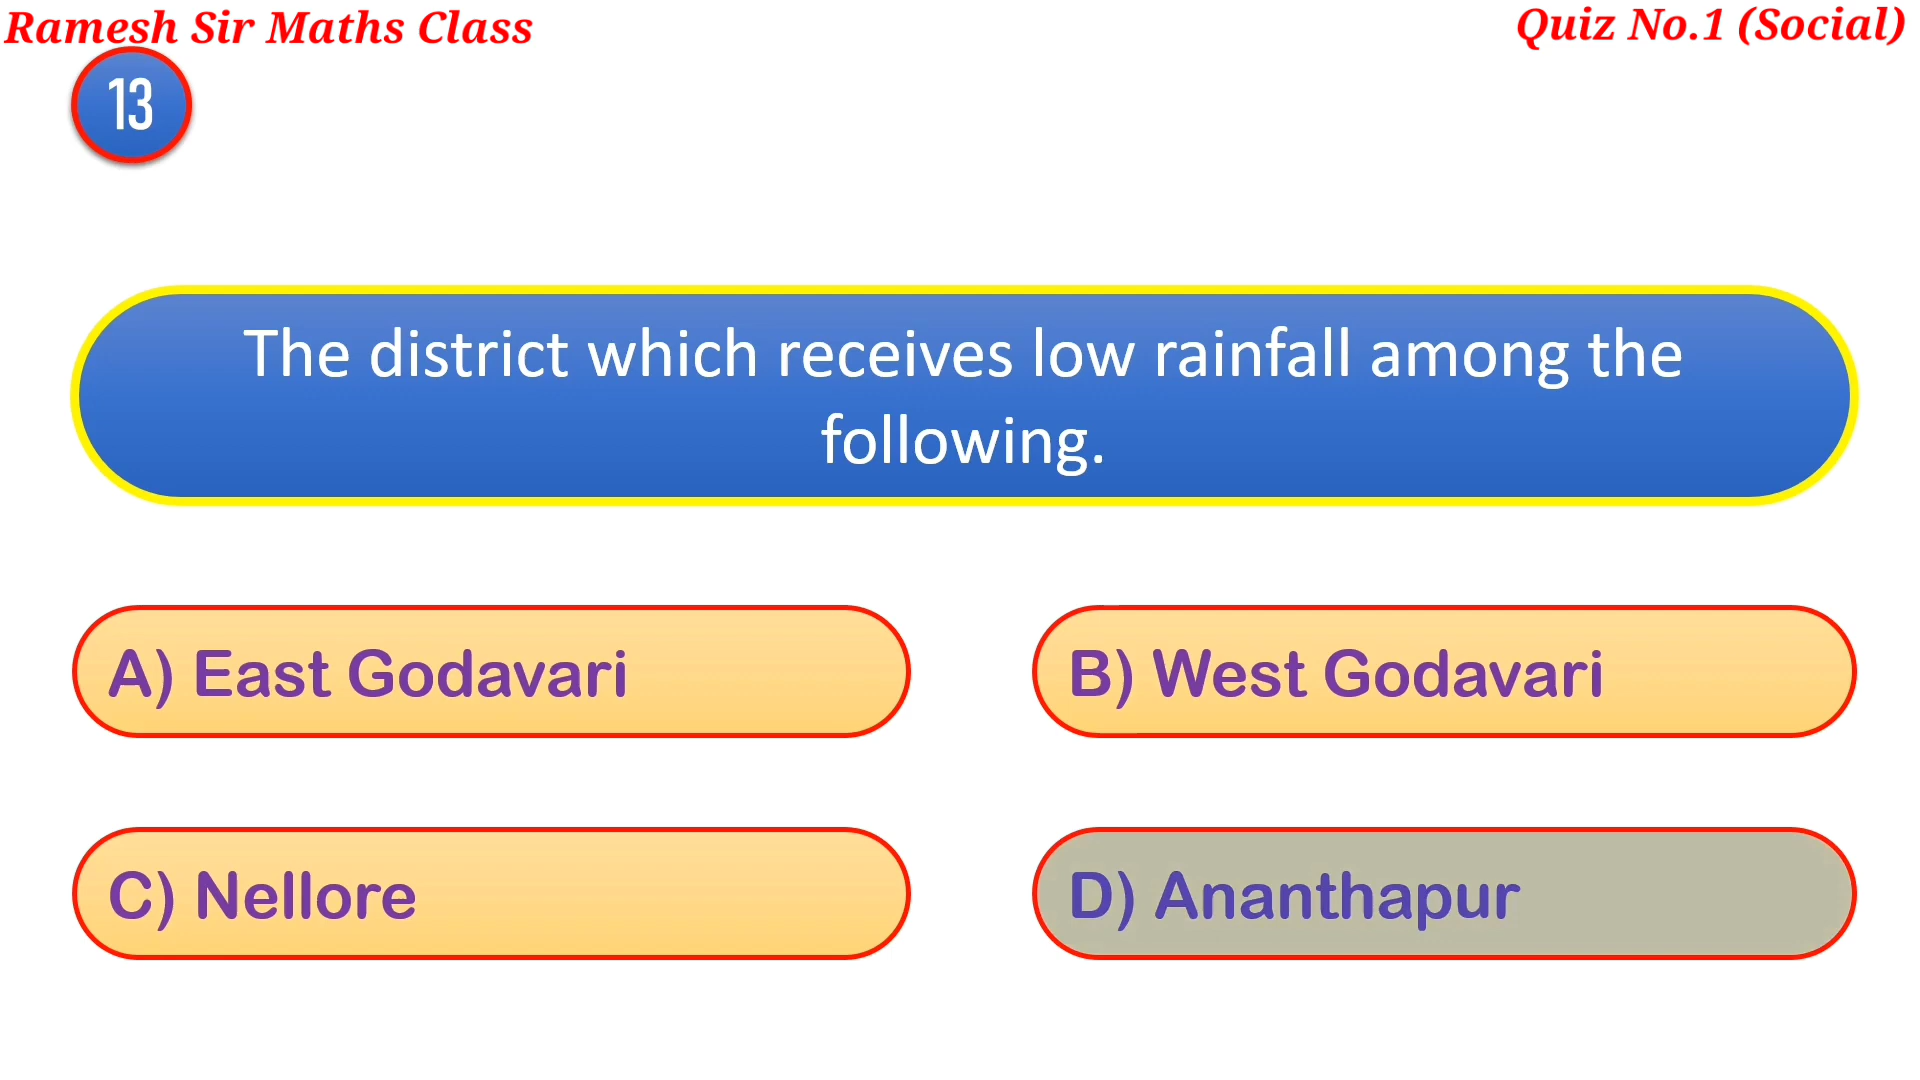 Ramesh Sir Maths Class
Quiz No.1 (Social)
13
The district which receives low rainfall among the
following.
A) East Godavari
B) West Godavari
C) Nellore
D) Ananthapur